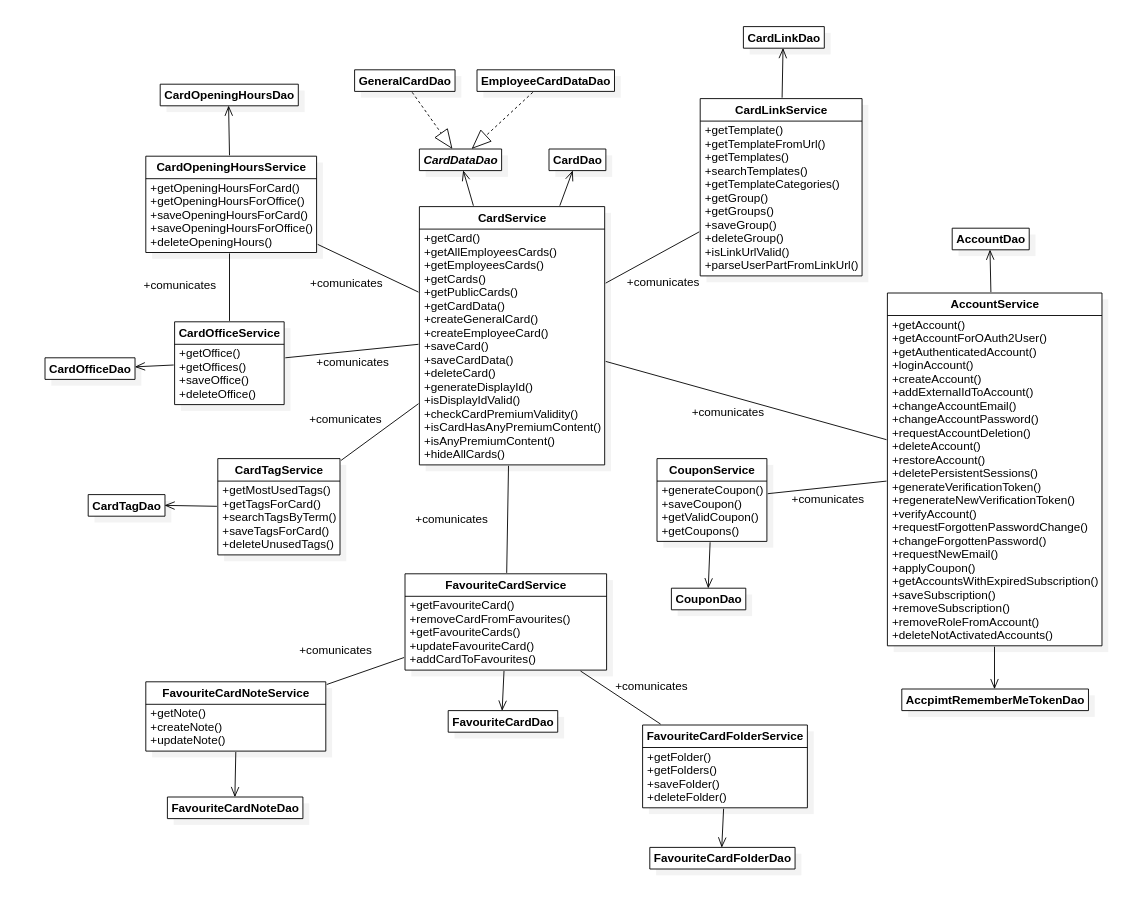 CardLinkDao
GeneralCardDao
EmployeeCardDataDao
CardOpeningHoursDao
CardLinkService
+getTemplate()
+getTemplateFromUrl()
+getTemplates()
+searchTemplates()
+getTemplateCategories()
+getGroup()
+getGroups()
+saveGroup()
+deleteGroup()
+isLinkUrlValid()
+parseUserPartFromLinkUrl()
CardDataDao
CardDao
CardOpeningHoursService
+getOpeningHoursForCard()
+getOpeningHoursForOffice()
+saveOpeningHoursForCard()
+saveOpeningHoursForOffice()
+deleteOpeningHours()
CardService
+getCard()
+getAllEmployeesCards()
+getEmployeesCards()
+getCards()
+getPublicCards()
+getCardData()
+createGeneralCard()
+createEmployeeCard()
+saveCard()
+saveCardData()
+deleteCard()
+generateDisplayId()
+isDisplayIdValid()
+checkCardPremiumValidity()
+isCardHasAnyPremiumContent()
+isAnyPremiumContent()
+hideAllCards()
AccountDao
+comunicates
+comunicates
+comunicates
AccountService
+getAccount()
+getAccountForOAuth2User()
+getAuthenticatedAccount()
+loginAccount()
+createAccount()
+addExternalIdToAccount()
+changeAccountEmail()
+changeAccountPassword()
+requestAccountDeletion()
+deleteAccount()
+restoreAccount()
+deletePersistentSessions()
+generateVerificationToken()
+regenerateNewVerificationToken()
+verifyAccount()
+requestForgottenPasswordChange()
+changeForgottenPassword()
+requestNewEmail()
+applyCoupon()
+getAccountsWithExpiredSubscription()
+saveSubscription()
+removeSubscription()
+removeRoleFromAccount()
+deleteNotActivatedAccounts()
CardOfficeService
+getOffice()
+getOffices()
+saveOffice()
+deleteOffice()
CardOfficeDao
+comunicates
+comunicates
+comunicates
CardTagService
+getMostUsedTags()
+getTagsForCard()
+searchTagsByTerm()
+saveTagsForCard()
+deleteUnusedTags()
CardTagDao
CouponService
+generateCoupon()
+saveCoupon()
+getValidCoupon()
+getCoupons()
+comunicates
+comunicates
CouponDao
FavouriteCardService
+getFavouriteCard()
+removeCardFromFavourites()
+getFavouriteCards()
+updateFavouriteCard()
+addCardToFavourites()
+comunicates
+comunicates
FavouriteCardNoteService
+getNote()
+createNote()
+updateNote()
FavouriteCardDao
AccpimtRememberMeTokenDao
FavouriteCardFolderService
+getFolder()
+getFolders()
+saveFolder()
+deleteFolder()
FavouriteCardNoteDao
FavouriteCardFolderDao